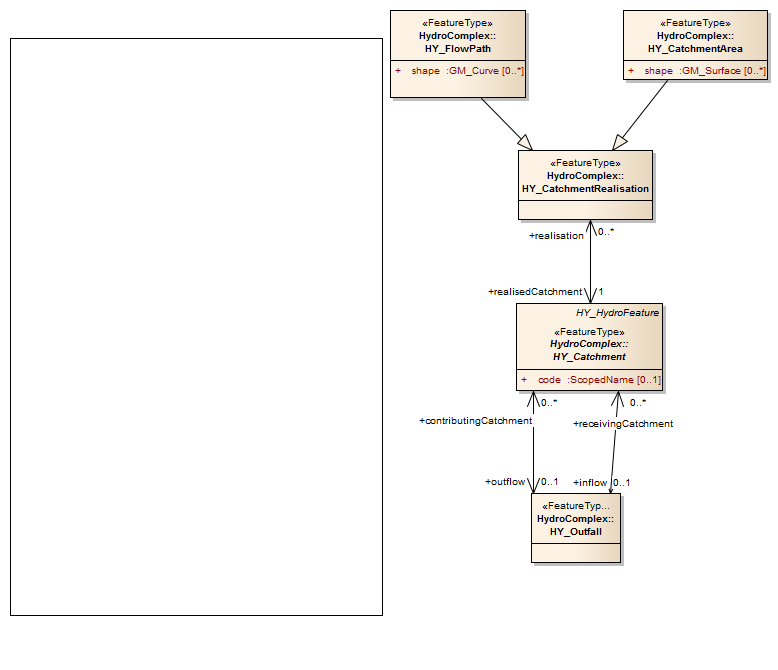 «FeatureType»
HydroComplex::
HY_FlowPath
+ shape :GM_Curve [0..*]
«FeatureType»
HydroComplex::
HY_CatchmentArea
+ shape :GM_Surface [0..*]
«FeatureType»
HydroComplex::
HY_CatchmentRealisation
+realisation 0..*
+realisedCatchment 1
HY_HydroFeature
«FeatureType»
HydroComplex::
HY_Catchment
+ code :ScopedName [0..1]
0..* 0..*
+contributingCatchment +receivingCatchment
+outflow 0..1 +inflow 0..1
«FeatureTyp...
HydroComplex::
HY_Outfall